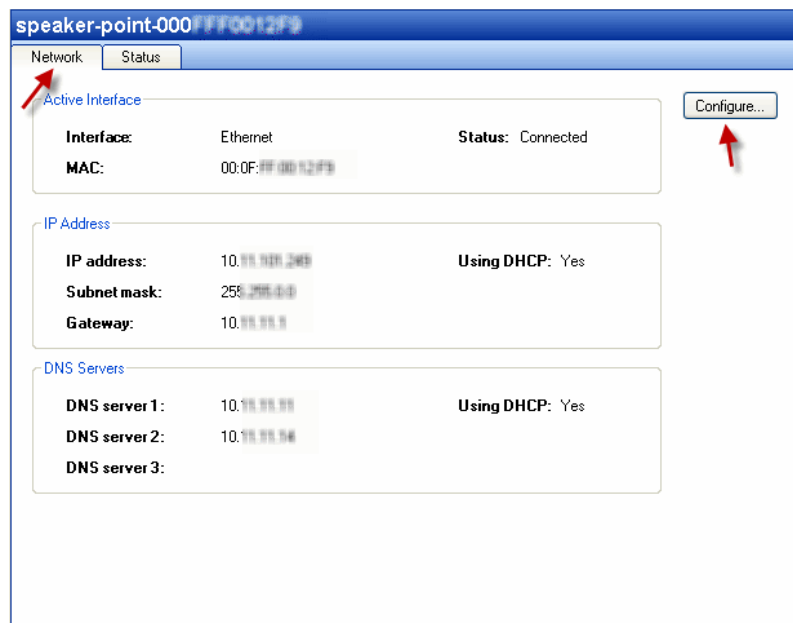 speaker-point-000
Network Status
Active Interface
Configure...
Interface: Ethernet Status: Connected
MAC: 00:0F:
IP Address
IP address: 10. Using DHCP: Yes
Subnet mask: 255
Gateway: 10.
DNS Servers
DNS server 1: 10. Using DHCP: Yes
DNS server 2: 10.
DNS server 3: